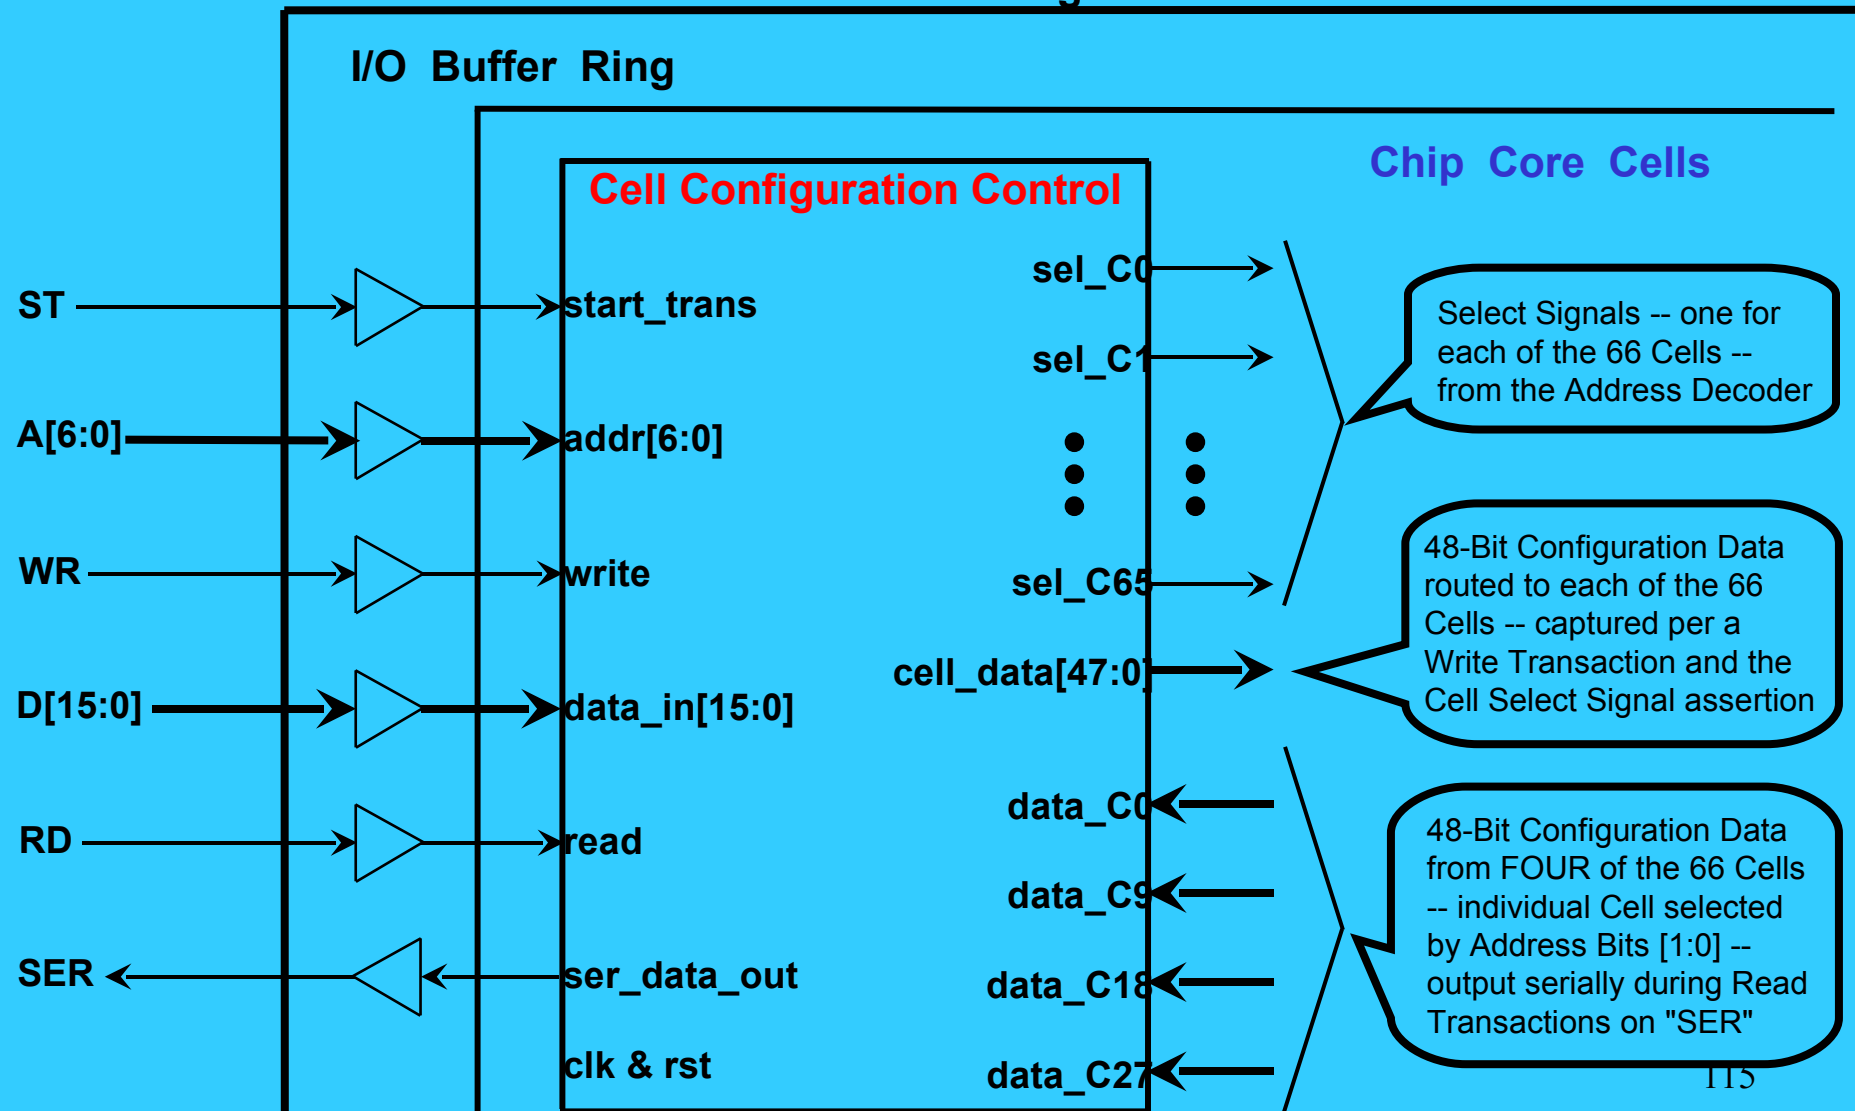 I/O Buffer Ring
Chip Core Cells
Cell Configuration Control
ST
start_trans
A[6:0]
addr[6:0]
WR
write
D[15:0]
data_in[15:0]
RD
read
SER
ser_data_out
clk & rst
sel_C0
sel_C1
sel_C65
cell_data[47:0]
data_C0
data_C9
data_C18
data_C27
Select Signals -- one for
each of the 66 Cells --
from the Address Decoder
48-Bit Configuration Data
routed to each of the 66
Cells -- captured per a
Write Transaction and the
Cell Select Signal assertion
48-Bit Configuration Data
from FOUR of the 66 Cells
-- individual Cell selected
by Address Bits [1:0] --
output serially during Read
Transactions on "SER"
115